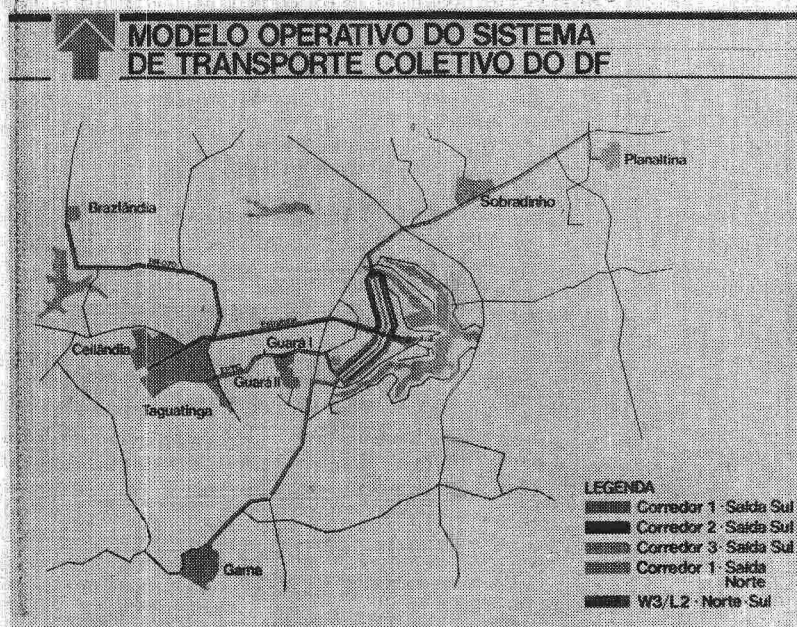 MODELO OPERATIVO DO SISTEMA
DE TRANSPORTE COLETIVO DO DF
Planaltina
Sobradinho
Brazlândia
Guará I
Ceilândia
Guará II
Taguatinga
Gama
LEGENDA
Corredor 1 · Saída Sul
Corredor 2 · Saída Sul
Corredor 3 · Saída Sul
Corredor 1 · Saída
Norte
W3/L2 · Norte · Sul